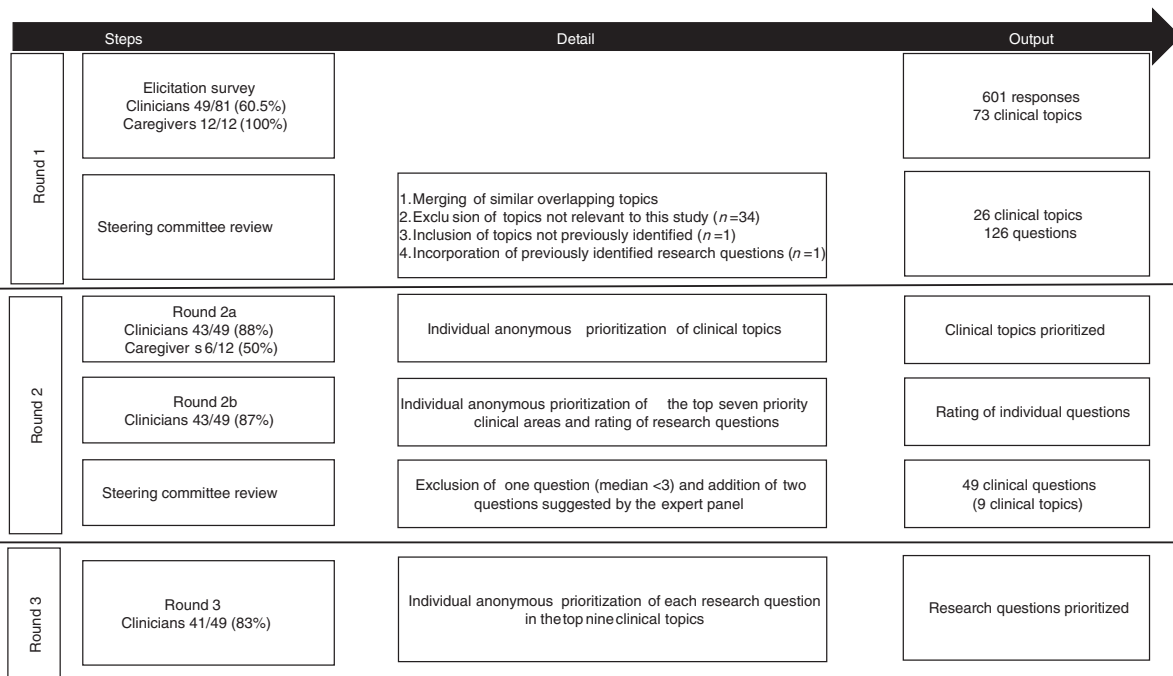 Steps Detail Output
Round 1
Elicitation survey
Clinicians 49/81 (60.5%)
Caregivers 12/12 (100%)
601 responses
73 clinical topics
Steering committee review
1.Merging of similar overlapping topics
2.Exclusion of topics not relevant to this study (n=34)
3.Inclusion of topics not previously identified (n=1)
4.Incorporation of previously identified research questions (n=1)
26 clinical topics
126 questions
Round 2
Round 2a
Clinicians 43/49 (88%)
Caregiver s 6/12 (50%)
Individual anonymous prioritization of clinical topics
Clinical topics prioritized
Round 2b
Clinicians 43/49 (87%)
Individual anonymous prioritization of the top seven priority
clinical areas and rating of research questions
Rating of individual questions
Steering committee review
Exclusion of one question (median <3) and addition of two
questions suggested by the expert panel
49 clinical questions
(9 clinical topics)
Round 3
Round 3
Clinicians 41/49 (83%)
Individual anonymous prioritization of each research question
in the top nine clinical topics
Research questions prioritized